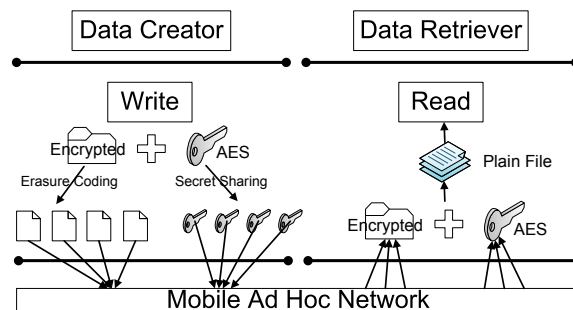 Data Creator
Data Retriever
Write
Read
Encrypted
AES
Plain File
Erasure Coding
Secret Sharing
Encrypted
AES
Mobile Ad Hoc Network